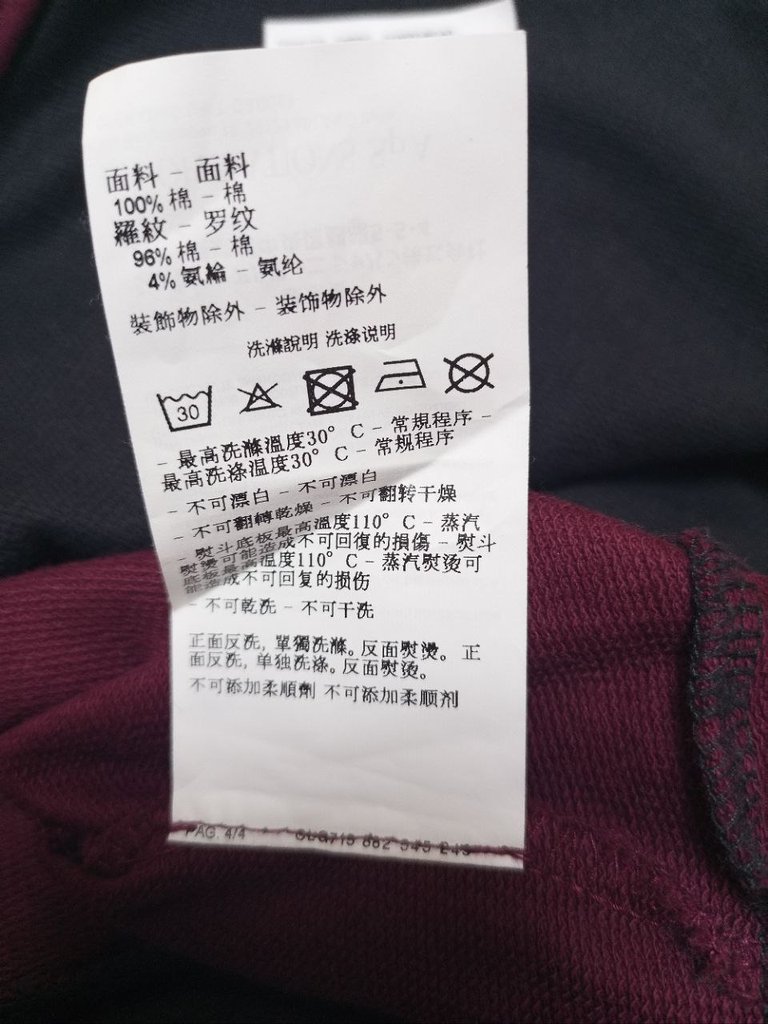 面料 – 面料
100% 棉 – 棉
羅紋 – 罗纹
96% 棉 – 棉
4% 氨綸 – 氨纶
裝飾物除外 – 装饰物除外
洗滌說明 洗涤说明
30
- 最高洗滌溫度30° C – 常規程序 –
最高洗涤温度30° C – 常规程序
- 不可漂白 – 不可漂白
- 不可翻轉乾燥 – 不可翻转干燥
- 熨斗底板最高溫度110° C – 蒸汽
熨燙可能造成不可回復的損傷 – 熨斗
底板最高温度110° C – 蒸汽熨烫可
能造成不可回复的损伤
- 不可乾洗 – 不可干洗
正面反洗, 單獨洗滌。反面熨燙。 正
面反洗, 单独洗涤。反面熨烫。
不可添加柔順劑 不可添加柔顺剂
PAG. 4/4